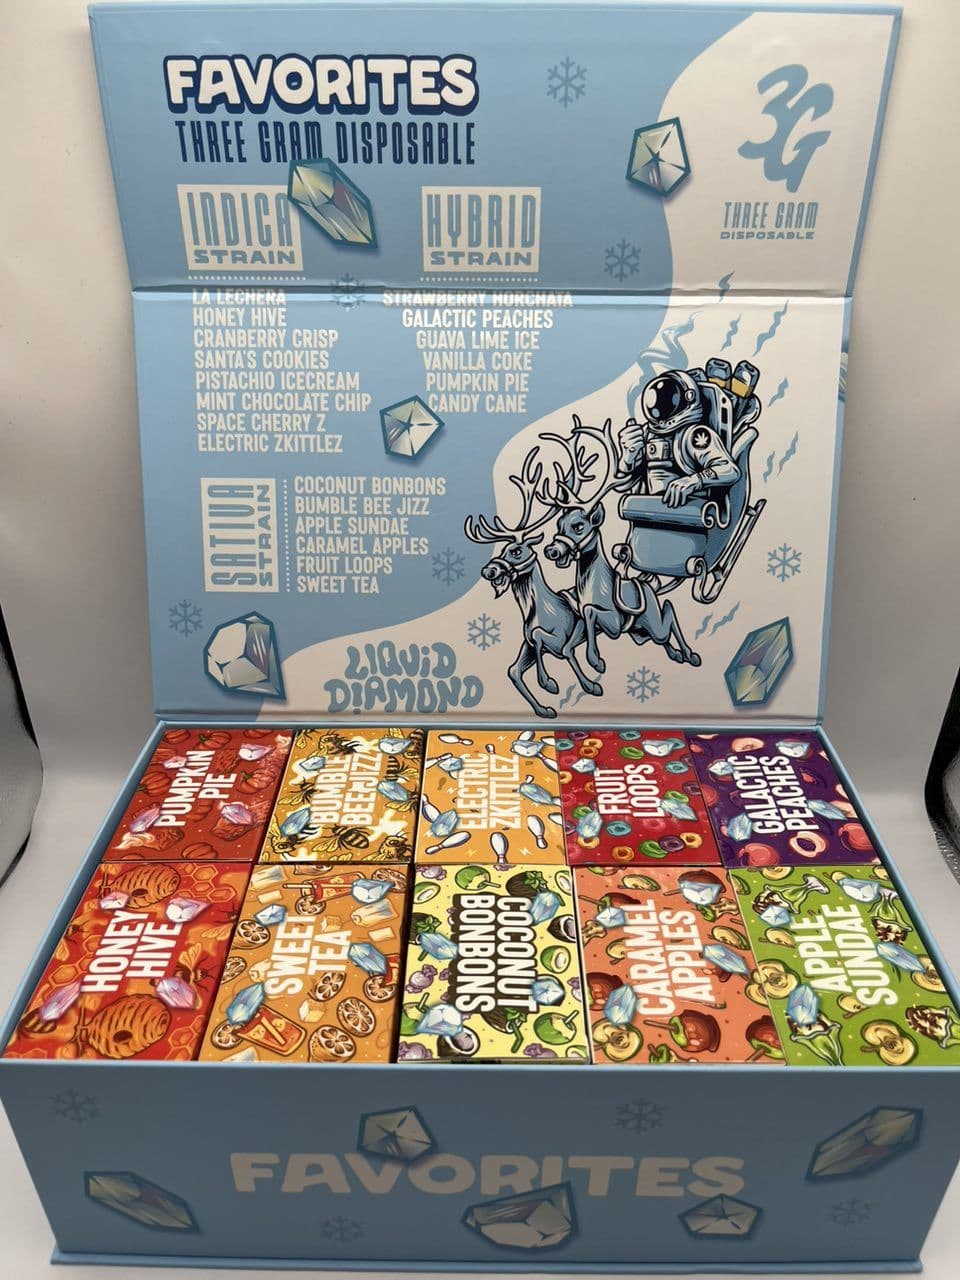 FAVORITES
THREE GRAM DISPOSABLE
3G
THREE GRAM
DISPOSABLE
INDICA
STRAIN
LA LECHERA
HONEY HIVE
CRANBERRY CRISP
SANTA'S COOKIES
PISTACHIO ICECREAM
MINT CHOCOLATE CHIP
SPACE CHERRY Z
ELECTRIC ZKITTLEZ
HYBRID
STRAIN
STRAWBERRY HORCHATA
GALACTIC PEACHES
GUAVA LIME ICE
VANILLA COKE
PUMPKIN PIE
CANDY CANE
SATIVA
STRAIN
COCONUT BONBONS
BUMBLE BEE JIZZ
APPLE SUNDAE
CARAMEL APPLES
FRUIT LOOPS
SWEET TEA
LIQUID
DIAMOND
PUMPKIN
PIE
BUMBLE
BEE JIZZ
ELECTRIC
ZKITTLEZ
FRUIT
LOOPS
GALACTIC
PEACHES
HONEY
HIVE
SWEET
TEA
COCONUT
BONBONS
CARAMEL
APPLES
APPLE
SUNDAE
FAVORITES